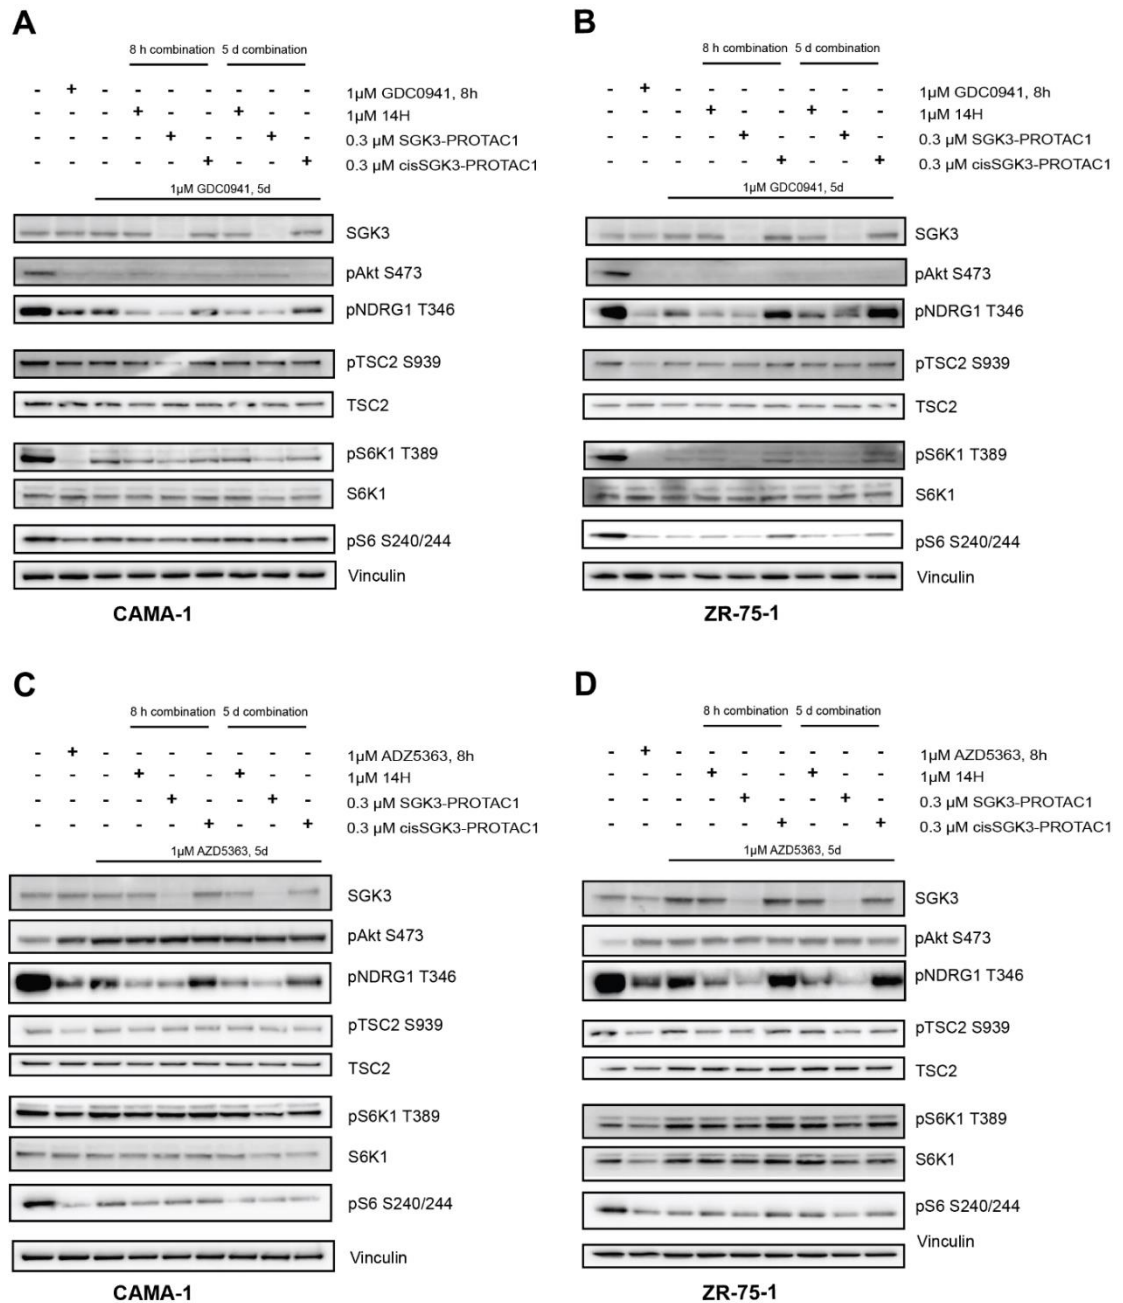 A
8 h combination 5 d combination
- + - - - - - - - 1µM GDC0941, 8h
- - - + - - + - - 1µM 14H
- - - - + - - + - 0.3 µM SGK3-PROTAC1
- - - - - + - - + 0.3 µM cisSGK3-PROTAC1
1µM GDC0941, 5d
SGK3
pAkt S473
pNDRG1 T346
pTSC2 S939
TSC2
pS6K1 T389
S6K1
pS6 S240/244
Vinculin
CAMA-1
B
8 h combination 5 d combination
- + - - - - - - - 1µM GDC0941, 8h
- - - + - - + - - 1µM 14H
- - - - + - - + - 0.3 µM SGK3-PROTAC1
- - - - - + - - + 0.3 µM cisSGK3-PROTAC1
1µM GDC0941, 5d
SGK3
pAkt S473
pNDRG1 T346
pTSC2 S939
TSC2
pS6K1 T389
S6K1
pS6 S240/244
Vinculin
ZR-75-1
C
8 h combination 5 d combination
- + - - - - - - - 1µM ADZ5363, 8h
- - - + - - + - - 1µM 14H
- - - - + - - + - 0.3 µM SGK3-PROTAC1
- - - - - + - - + 0.3 µM cisSGK3-PROTAC1
1µM AZD5363, 5d
SGK3
pAkt S473
pNDRG1 T346
pTSC2 S939
TSC2
pS6K1 T389
S6K1
pS6 S240/244
Vinculin
CAMA-1
D
8 h combination 5 d combination
- + - - - - - - - 1µM AZD5363, 8h
- - - + - - + - - 1µM 14H
- - - - + - - + - 0.3 µM SGK3-PROTAC1
- - - - - + - - + 0.3 µM cisSGK3-PROTAC1
1µM AZD5363, 5d
SGK3
pAkt S473
pNDRG1 T346
pTSC2 S939
TSC2
pS6K1 T389
S6K1
pS6 S240/244
Vinculin
ZR-75-1